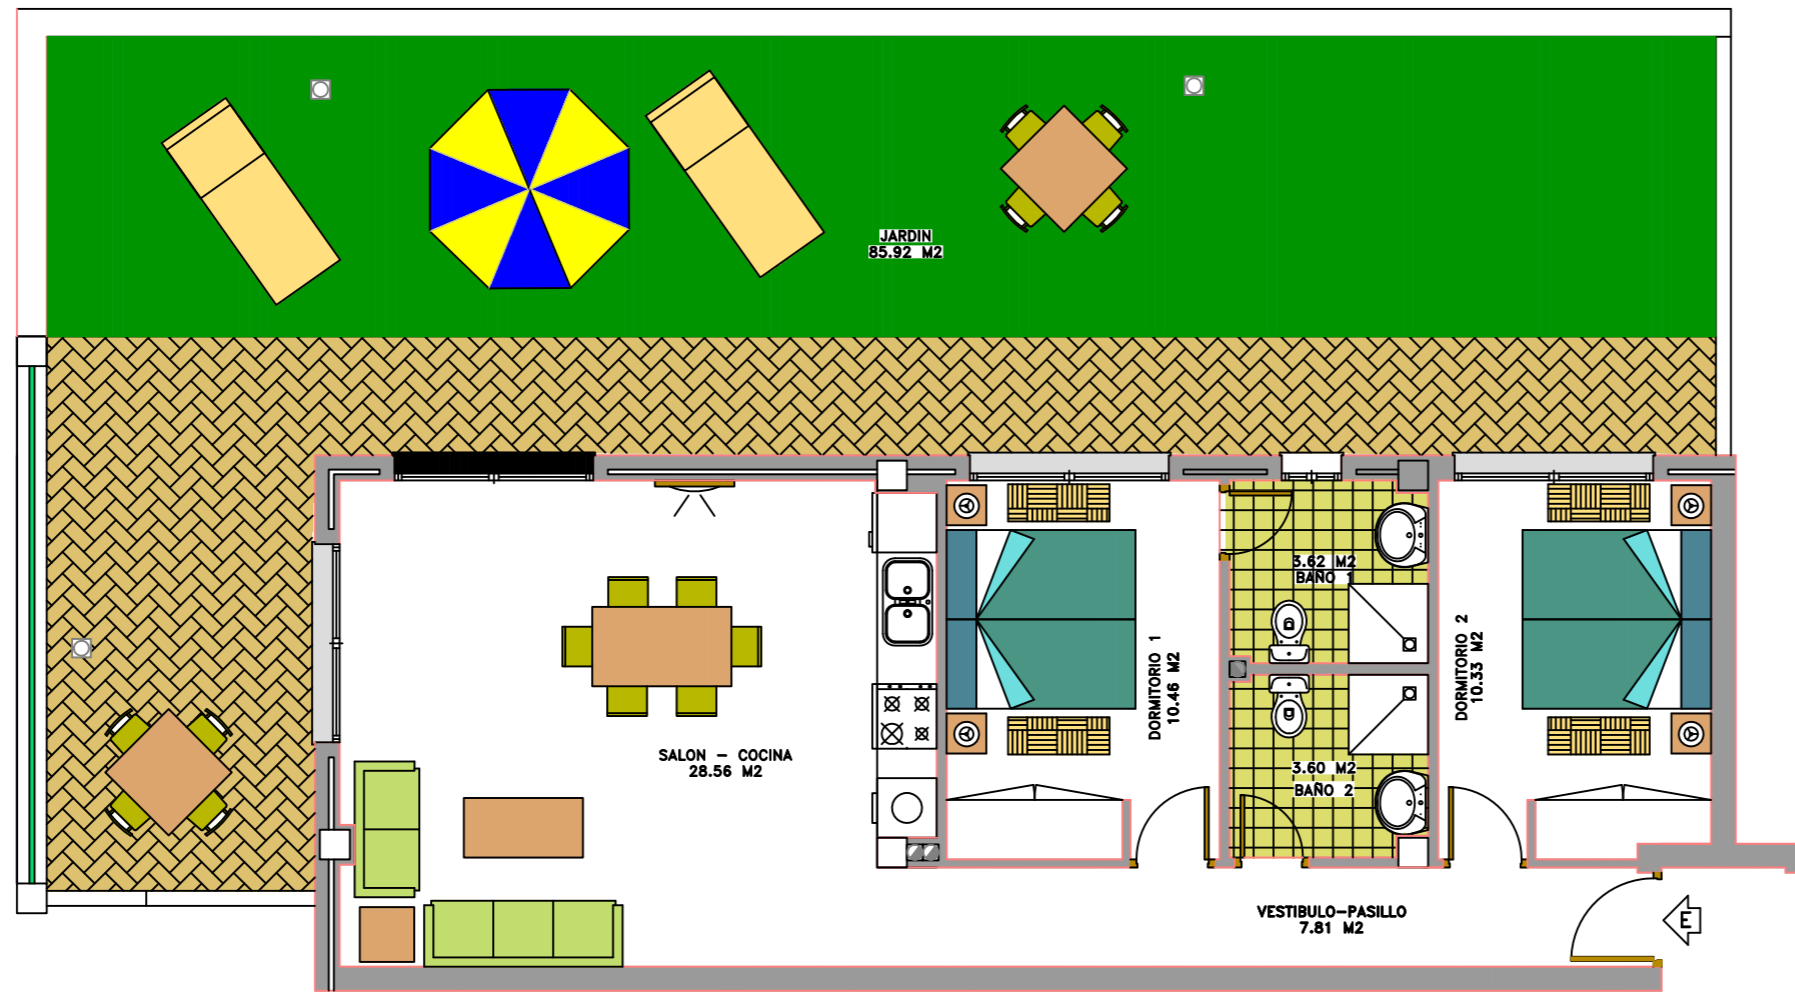 JARDIN
85.92 M2
3.62 M2
BAÑO 1
DORMITORIO 1
10.46 M2
DORMITORIO 2
10.33 M2
SALON - COCINA
28.56 M2
3.60 M2
BAÑO 2
VESTIBULO-PASILLO
7.81 M2
E